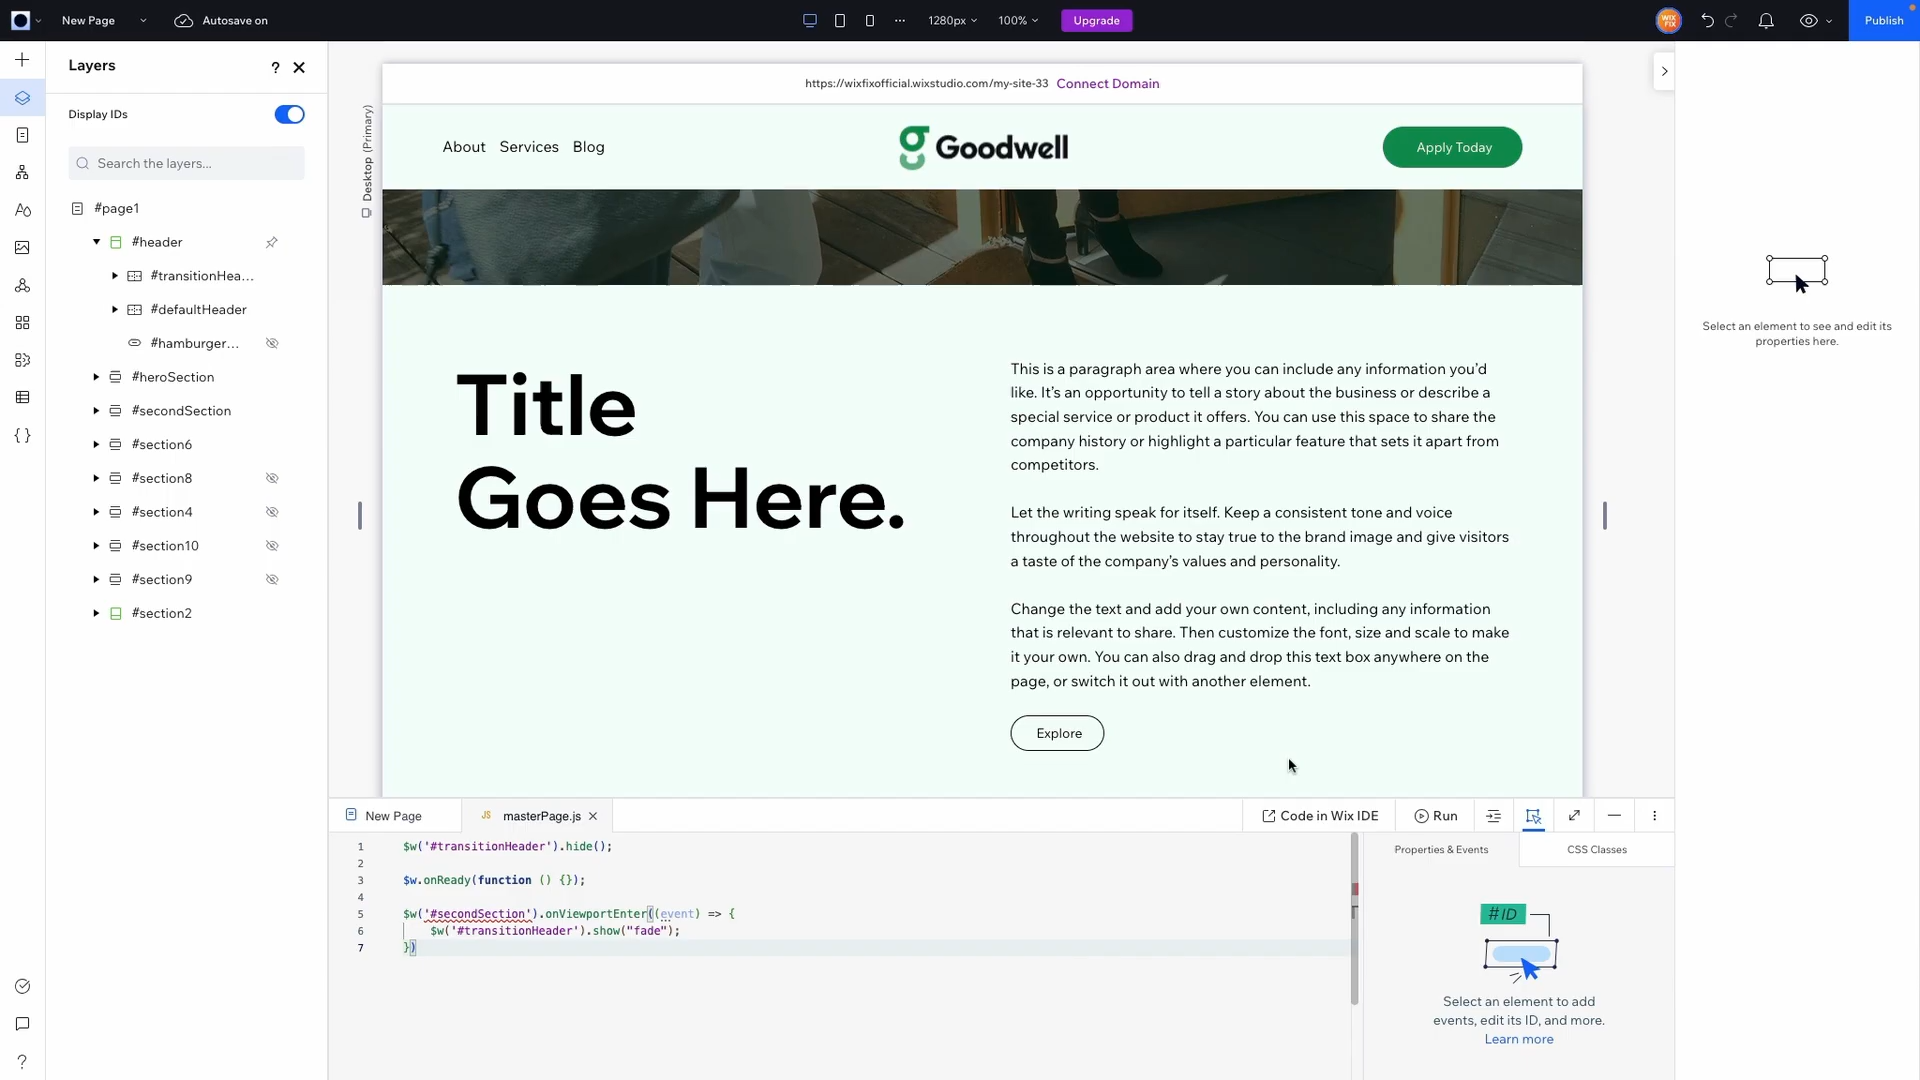 New Page
Autosave on
1280px
100%
Upgrade
WIX
FIX
Publish
Layers
?
Display IDs
Search the layers...
#page1
#header
#transitionHea...
#defaultHeader
#hamburger...
#heroSection
#secondSection
#section6
#section8
#section4
#section10
#section9
#section2
?
Desktop (Primary)
https://wixfixofficial.wixstudio.com/my-site-33 Connect Domain
About Services Blog
Goodwell
Apply Today
Title
Goes Here.
This is a paragraph area where you can include any information you'd
like. It's an opportunity to tell a story about the business or describe a
special service or product it offers. You can use this space to share the
company history or highlight a particular feature that sets it apart from
competitors.
Let the writing speak for itself. Keep a consistent tone and voice
throughout the website to stay true to the brand image and give visitors
a taste of the company's values and personality.
Change the text and add your own content, including any information
that is relevant to share. Then customize the font, size and scale to make
it your own. You can also drag and drop this text box anywhere on the
page, or switch it out with another element.
Explore
Select an element to see and edit its
properties here.
New Page
JS masterPage.js
Code in Wix IDE
Run
1 $w('#transitionHeader').hide();
2
3 $w.onReady(function () {});
4
5 $w('#secondSection').onViewportEnter((event) => {
6 $w('#transitionHeader').show("fade");
7 })
Properties & Events
CSS Classes
#ID
Select an element to add
events, edit its ID, and more.
Learn more